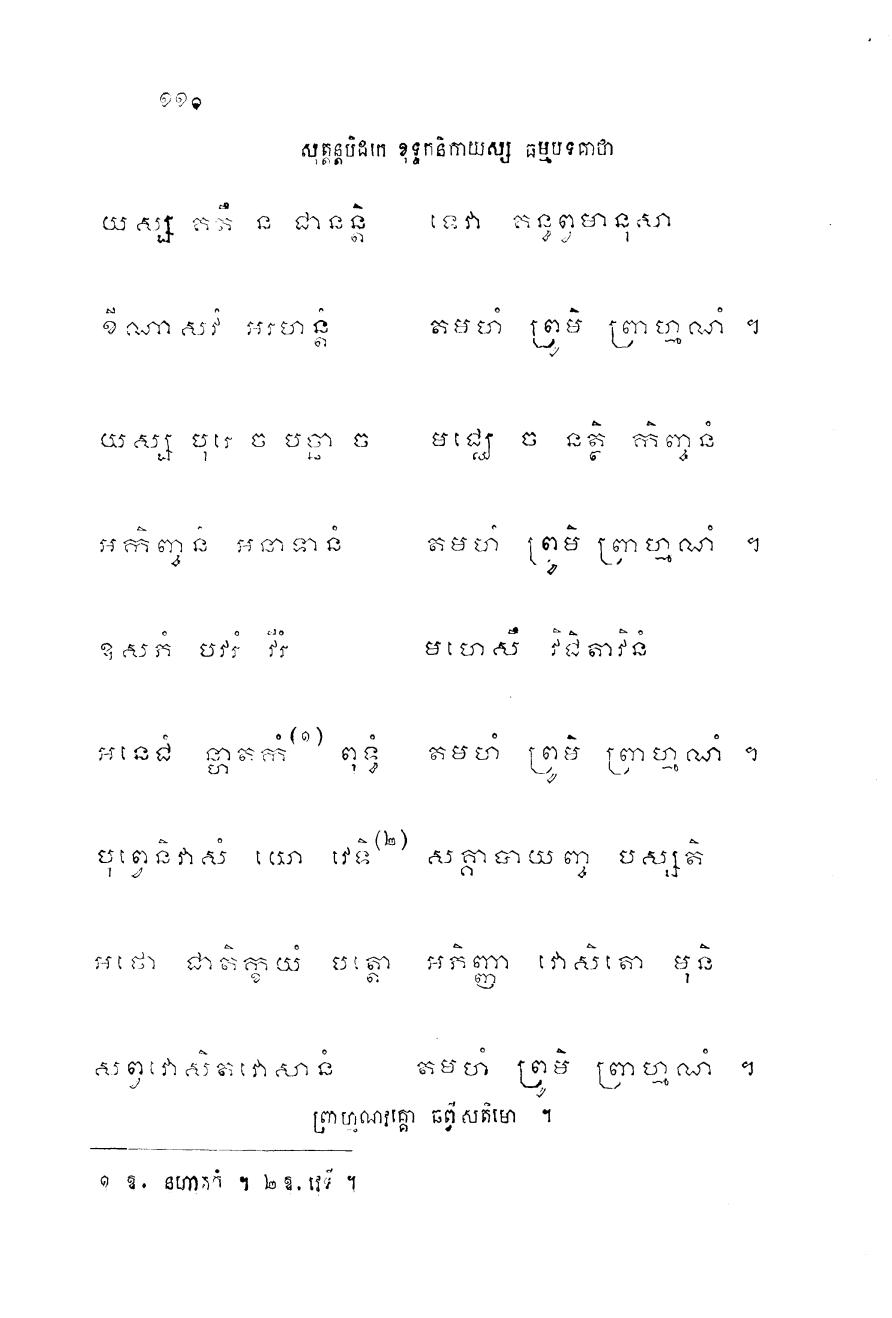 ១១០
សុត្តន្តបិដកេ ខុទ្ទកនិកាយស្ស ធម្មបទគាថា
យស្ស គតឹ ន ជានន្តិ ទេវា គន្ធព្វមានុសា
ខីណាសវំ អរហន្តំ តមហំ ព្រូមិ ព្រាហ្មណំ ។
យស្ស បុរេ ច បច្ឆា ច មជ្ឈេ ច នត្ថិ កិញ្ចនំ
អកិញ្ចនំ អនាទានំ តមហំ ព្រូមិ ព្រាហ្មណំ ។
ឧសភំ បវរំ វីរំ មហេសឹ វិជិតាវិនំ
អនេជំ ន្ហាតកំ(១) ពុទ្ធំ តមហំ ព្រូមិ ព្រាហ្មណំ ។
បុព្វេនិវាសំ យោ វេទិ(២) សគ្គាបាយញ្ច បស្សតិ
អថោ ជាតិក្ខយំ បត្តោ អភិញ្ញា វោសិតោ មុនិ
សព្វវោសិតវោសានំ តមហំ ព្រូមិ ព្រាហ្មណំ ។
ព្រាហ្មណវគ្គោ ឆព្វីសតិមោ ។
១ ឱ. នហាតកំ ។ ២ ឱ. វេទី ។